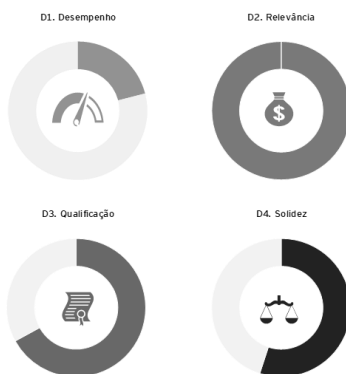 D1. Desempenho
D2. Relevância
$
D3. Qualificação
D4. Solidez